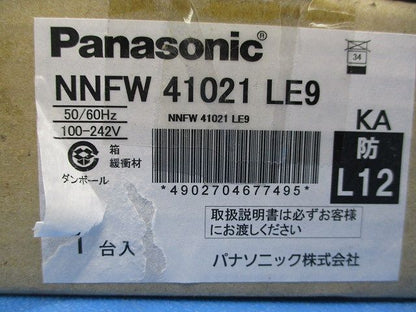 Panasonic®
34
NNFW 41021 LE9
50/60Hz
100-242V
NNFW 41021 LE9
KA
箱
緩衝材
ダンボール
*4902704677495*
防
L12
取扱説明書は必ずお客様
にお渡しください
1 台入
パナソニック株式会社